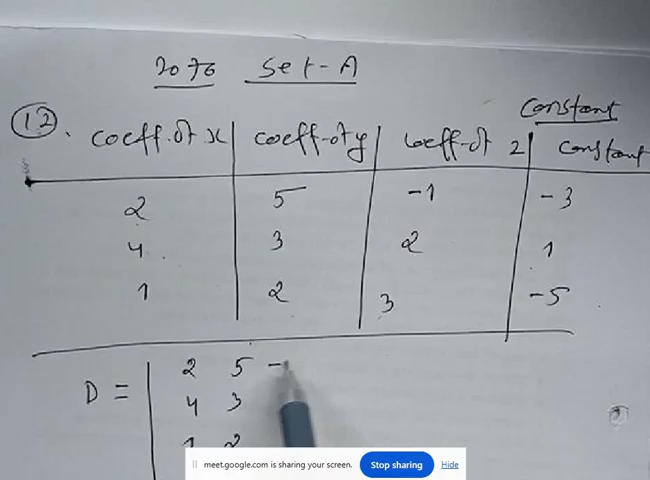 2076 Set-A
Constant
12. coeff. of x coeff-of y coeff-of z constant
2 5 -1 -3
4 3 2 1
1 2 3 -5
D = 2 5 -
4 3
1 2
meet.google.com is sharing your screen. Stop sharing Hide